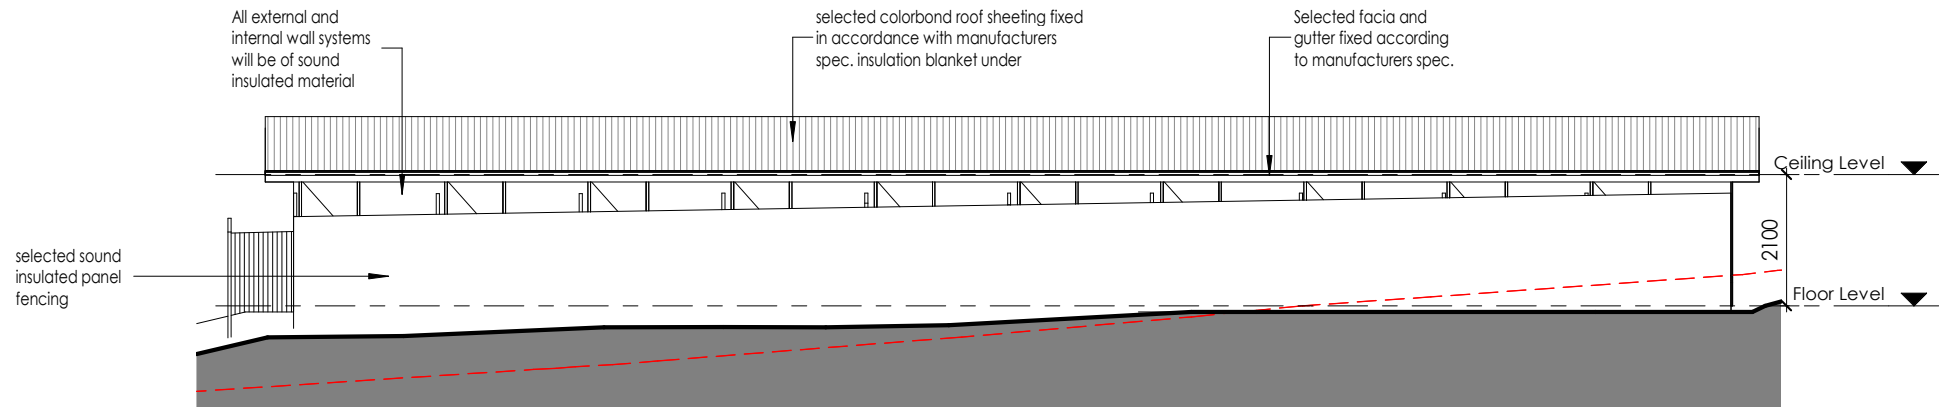 All external and
internal wall systems
will be of sound
insulated material
selected colorbond roof sheeting fixed
in accordance with manufacturers
spec. insulation blanket under
Selected facia and
gutter fixed according
to manufacturers spec.
Ceiling Level
2100
selected sound
insulated panel
fencing
Floor Level